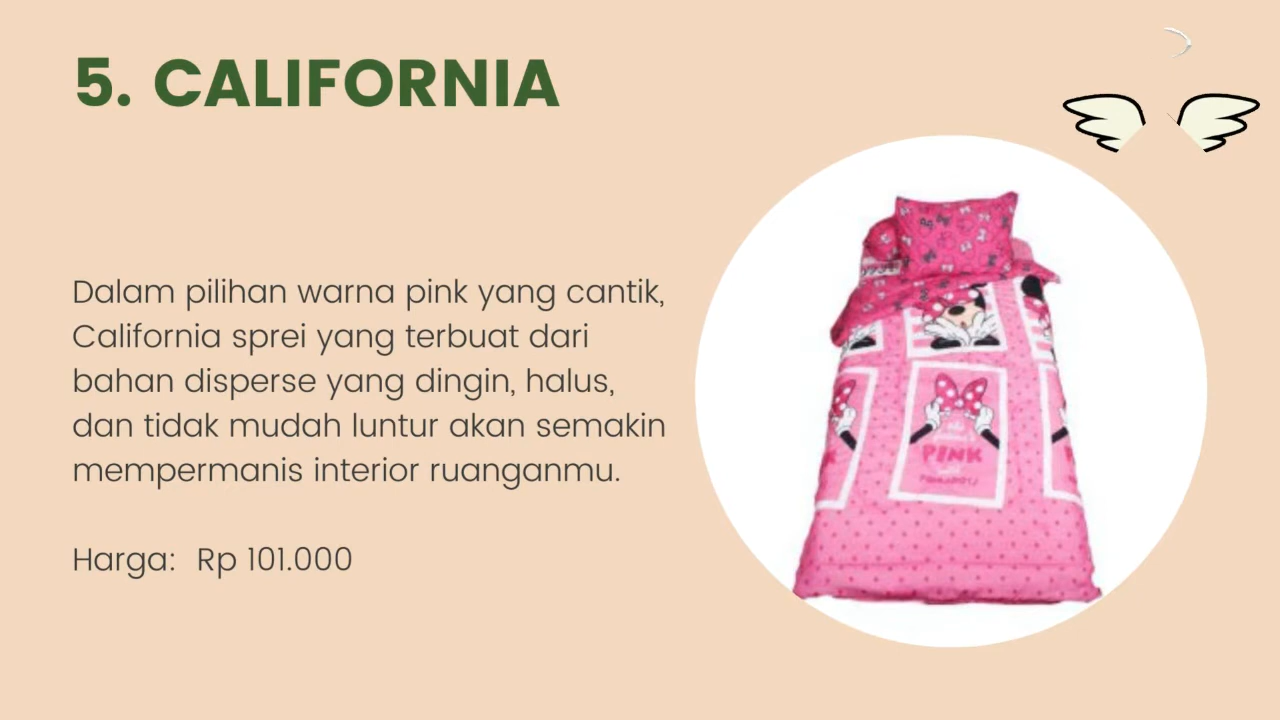 5. CALIFORNIA
Dalam pilihan warna pink yang cantik,
California sprei yang terbuat dari
bahan disperse yang dingin, halus,
dan tidak mudah luntur akan semakin
mempermanis interior ruanganmu.
Harga: Rp 101.000
PINK